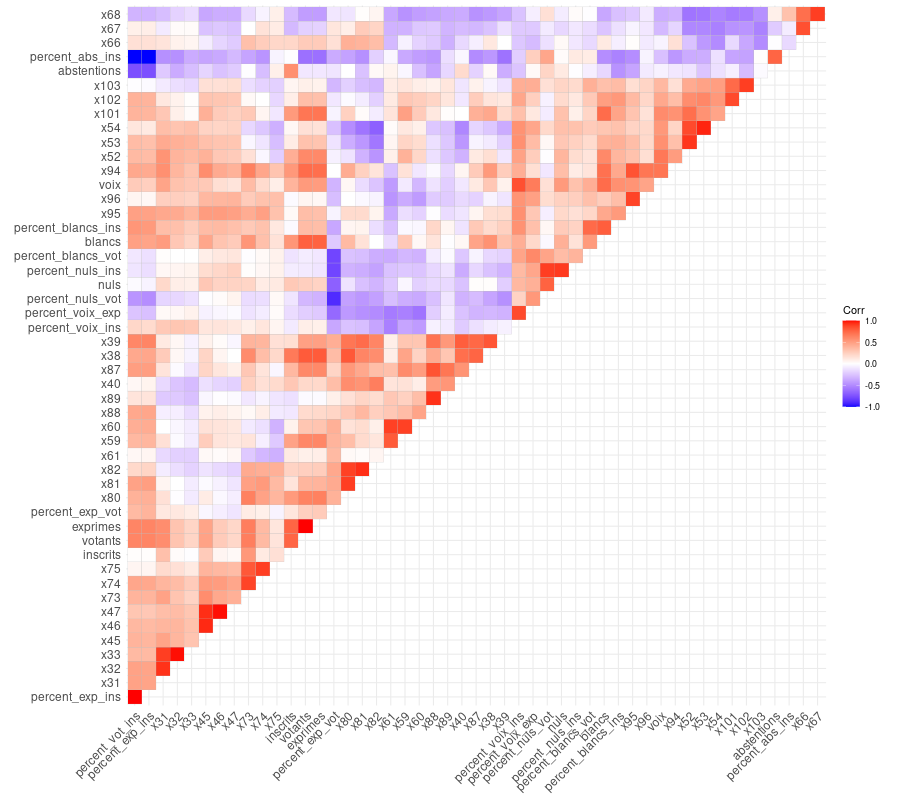 x68
x67
x66
percent_abs_ins
abstentions
x103
x102
x101
x54
x53
x52
x94
voix
x96
x95
percent_blancs_ins
blancs
percent_blancs_vot
percent_nuls_ins
nuls
percent_nuls_vot
percent_voix_exp
percent_voix_ins
x39
x38
x87
x40
x89
x88
x60
x59
x61
x82
x81
x80
percent_exp_vot
exprimes
votants
inscrits
x75
x74
x73
x47
x46
x45
x33
x32
x31
percent_exp_ins
percent_vot_ins
percent_exp_ins
x31
x32
x33
x45
x46
x47
x73
x74
x75
inscrits
votants
exprimes
percent_exp_vot
x80
x81
x82
x61
x59
x60
x88
x89
x40
x87
x38
x39
percent_voix_ins
percent_voix_exp
percent_nuls_vot
nuls
percent_nuls_ins
percent_blancs_vot
blancs
percent_blancs_ins
x95
x96
voix
x94
x52
x53
x54
x101
x102
x103
abstentions
percent_abs_ins
x66
x67
Corr
1.0
0.5
0.0
-0.5
-1.0